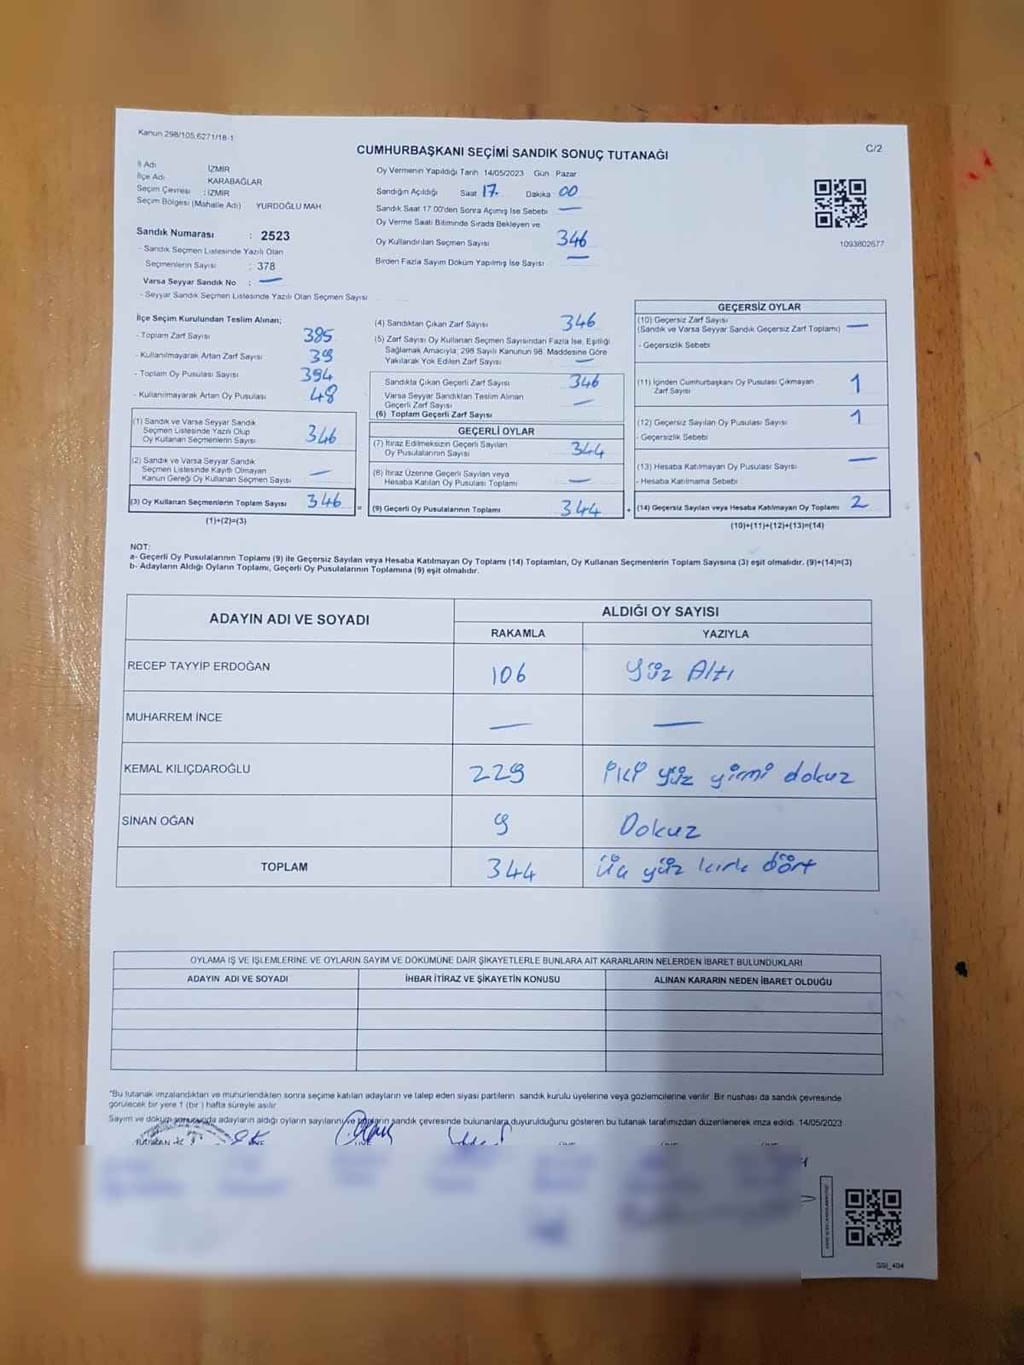 Kanun 298/105,6271/18-1
C/2
CUMHURBAŞKANI SEÇİMİ SANDIK SONUÇ TUTANAĞI
İl Adı İZMİR
İlçe Adı KARABAĞLAR
Seçim Çevresi : İZMİR
Seçim Bölgesi (Mahalle Adı) YURDOĞLU MAH
Sandık Numarası : 2523
- Sandık Seçmen Listesinde Yazılı Olan
Seçmenlerin Sayısı : 378
Varsa Seyyar Sandık No : —
- Seyyar Sandık Seçmen Listesinde Yazılı Olan Seçmen Sayısı
Oy Vermenin Yapıldığı Tarih 14/05/2023 Gün Pazar
Sandığın Açıldığı Saat 17. Dakika 00
Sandık Saat 17.00'den Sonra Açılmış İse Sebebi —
Oy Verme Saati Bitiminde Sırada Bekleyen ve
Oy Kullandırılan Seçmen Sayısı 346
Birden Fazla Sayım Döküm Yapılmış İse Sayısı —
1093802677
İlçe Seçim Kurulundan Teslim Alınan;
- Toplam Zarf Sayısı 385
- Kullanılmayarak Artan Zarf Sayısı 39
- Toplam Oy Pusulası Sayısı 394
- Kullanılmayarak Artan Oy Pusulası 48
(1) Sandık ve Varsa Seyyar Sandık
Seçmen Listesinde Yazılı Olup
Oy Kullanan Seçmenlerin Sayısı 346
(2) Sandık ve Varsa Seyyar Sandık
Seçmen Listesinde Kayıtlı Olmayan
Kanun Gereği Oy Kullanan Seçmen Sayısı —
(3) Oy Kullanan Seçmenlerin Toplam Sayısı 346
(1)+(2)=(3)
(4) Sandıktan Çıkan Zarf Sayısı 346
(5) Zarf Sayısı Oy Kullanan Seçmen Sayısından Fazla İse, Eşitliği
Sağlamak Amacıyla; 298 Sayılı Kanunun 98. Maddesine Göre
Yakılarak Yok Edilen Zarf Sayısı —
Sandıkta Çıkan Geçerli Zarf Sayısı 346
Varsa Seyyar Sandıktan Teslim Alınan
Geçerli Zarf Sayısı —
(6) Toplam Geçerli Zarf Sayısı
GEÇERLİ OYLAR
(7) İtiraz Edilmeksizin Geçerli Sayılan
Oy Pusulalarının Sayısı 344
(8) İtiraz Üzerine Geçerli Sayılan veya
Hesaba Katılan Oy Pusulası Toplamı —
= (9) Geçerli Oy Pusulalarının Toplamı 344 +
GEÇERSİZ OYLAR
(10) Geçersiz Zarf Sayısı
(Sandık ve Varsa Seyyar Sandık Geçersiz Zarf Toplamı) —
- Geçersizlik Sebebi
(11) İçinden Cumhurbaşkanı Oy Pusulası Çıkmayan
Zarf Sayısı 1
(12) Geçersiz Sayılan Oy Pusulası Sayısı 1
- Geçersizlik Sebebi
(13) Hesaba Katılmayan Oy Pusulası Sayısı —
- Hesaba Katılmama Sebebi
(14) Geçersiz Sayılan veya Hesaba Katılmayan Oy Toplamı 2
(10)+(11)+(12)+(13)=(14)
NOT:
a- Geçerli Oy Pusulalarının Toplamı (9) ile Geçersiz Sayılan veya Hesaba Katılmayan Oy Toplamı (14) Toplamları, Oy Kullanan Seçmenlerin Toplam Sayısına (3) eşit olmalıdır. (9)+(14)=(3)
b- Adayların Aldığı Oyların Toplamı, Geçerli Oy Pusulalarının Toplamına (9) eşit olmalıdır.
ADAYIN ADI VE SOYADI
ALDIĞI OY SAYISI
RAKAMLA YAZIYLA
RECEP TAYYİP ERDOĞAN 106 Yüz Altı
MUHARREM İNCE — —
KEMAL KILIÇDAROĞLU 229 İki yüz yirmi dokuz
SİNAN OĞAN 9 Dokuz
TOPLAM 344 Üç yüz kırk dört
OYLAMA İŞ VE İŞLEMLERİNE VE OYLARIN SAYIM VE DÖKÜMÜNE DAİR ŞİKAYETLERLE BUNLARA AİT KARARLARIN NELERDEN İBARET BULUNDUKLARI
ADAYIN ADI VE SOYADI İHBAR İTİRAZ VE ŞİKAYETİN KONUSU ALINAN KARARIN NEDEN İBARET OLDUĞU
"Bu tutanak imzalandıktan ve mühürlendikten sonra seçime katılan adayların ve talep eden siyasi partilerin sandık kurulu üyelerine veya gözlemcilerine verilir. Bir nüshası da sandık çevresinde
görülecek bir yere 1 (bir) hafta süreyle asılır.
Sayım ve döküm sonucunda adayların aldığı oyların sayılarını ve bunların sandık çevresinde bulunanlara duyurulduğunu gösteren bu tutanak tarafımızdan düzenlenerek imza edildi. 14/05/2023
GSI_404